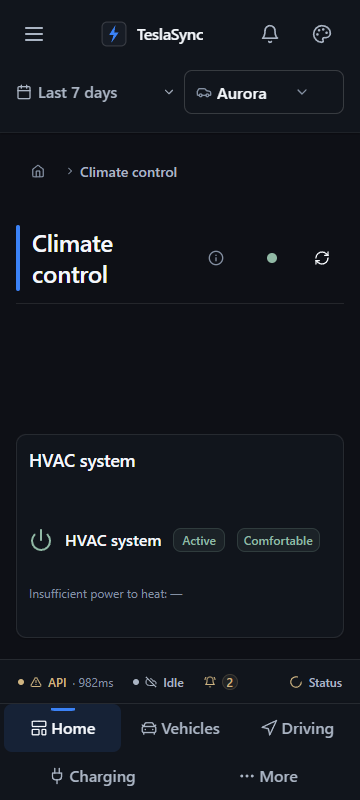 TeslaSync
Last 7 days
Aurora
Climate control
Climate
control
HVAC system
HVAC system Active Comfortable
Insufficient power to heat: —
API · 982ms Idle 2 Status
Home Vehicles Driving
Charging More